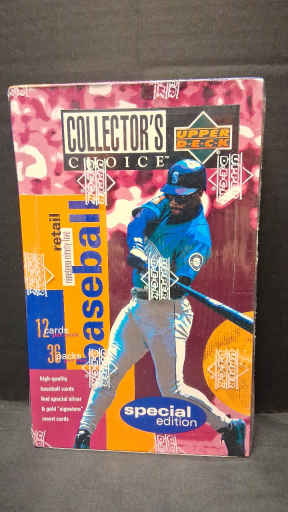 COLLECTOR'S
CHOICE
UPPER
DECK
retail
baseball
12 cards
36 packs
high-quality
baseball cards
and special silver
& gold "signature"
insert cards
special
edition